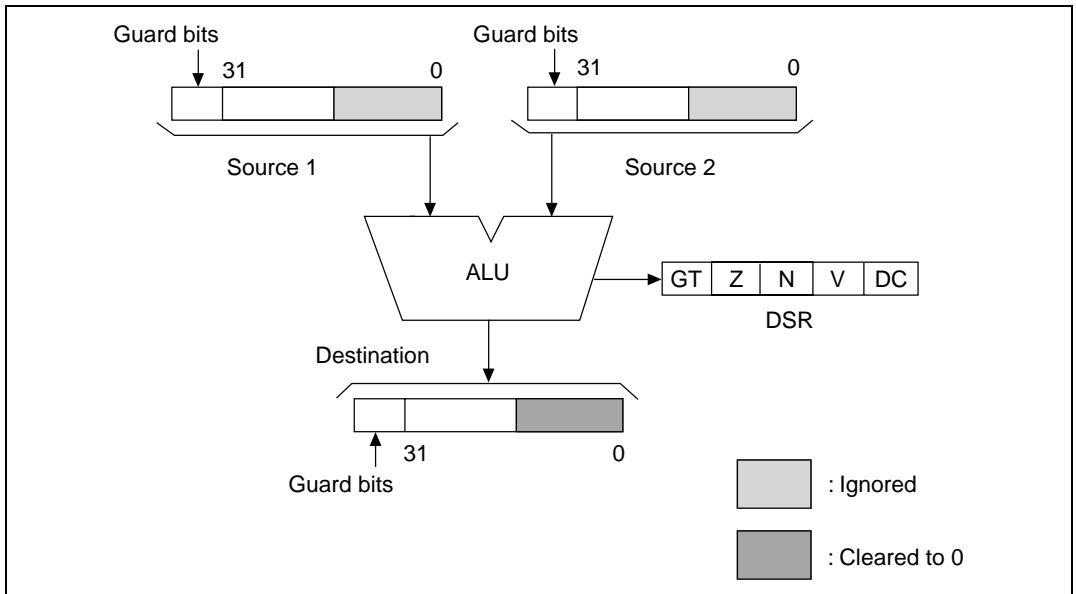 Guard bits
31
0
Guard bits
31
0
Source 1
Source 2
ALU
GT Z N V DC
DSR
Destination
31
0
Guard bits
: Ignored
: Cleared to 0